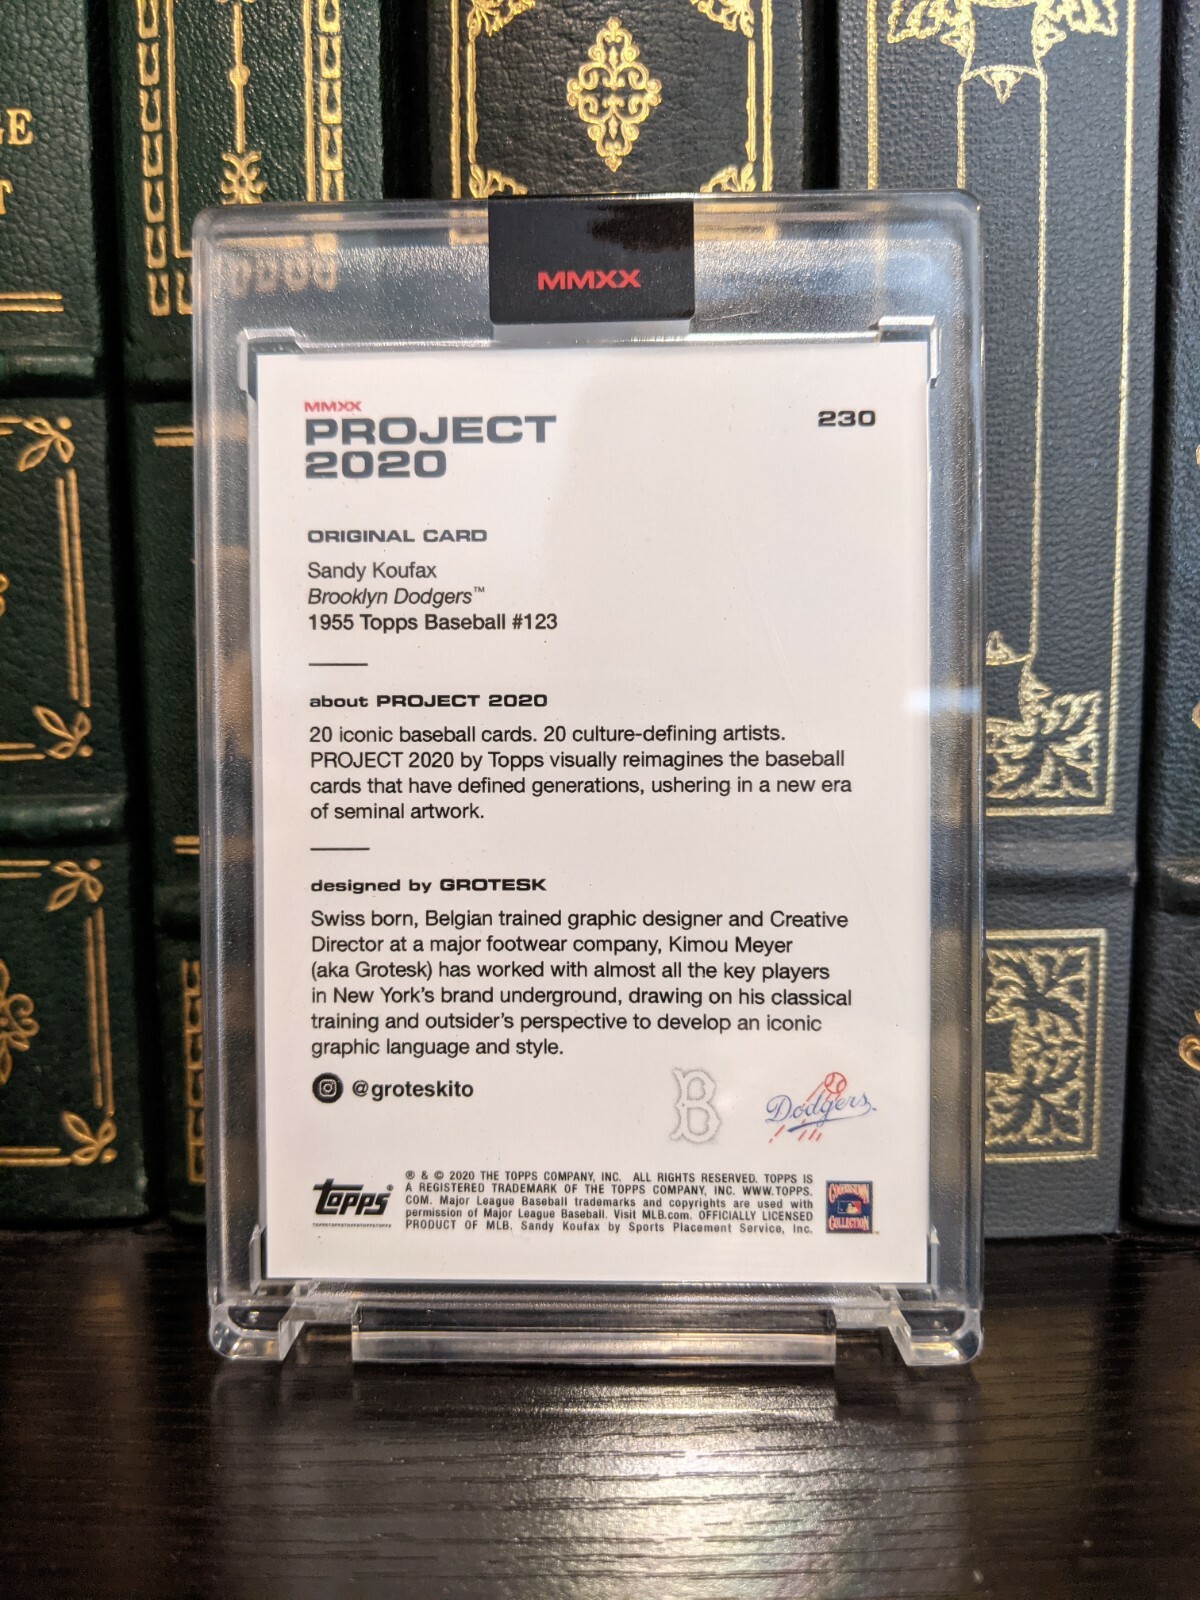 GE
T
MMXX
MMXX
PROJECT
2020
230
ORIGINAL CARD
Sandy Koufax
Brooklyn Dodgers™
1955 Topps Baseball #123
about PROJECT 2020
20 iconic baseball cards. 20 culture-defining artists.
PROJECT 2020 by Topps visually reimagines the baseball
cards that have defined generations, ushering in a new era
of seminal artwork.
designed by GROTESK
Swiss born, Belgian trained graphic designer and Creative
Director at a major footwear company, Kimou Meyer
(aka Grotesk) has worked with almost all the key players
in New York's brand underground, drawing on his classical
training and outsider's perspective to develop an iconic
graphic language and style.
@groteskito
B
Dodgers
topps®
® & © 2020 THE TOPPS COMPANY, INC. ALL RIGHTS RESERVED. TOPPS IS
A REGISTERED TRADEMARK OF THE TOPPS COMPANY, INC. WWW.TOPPS.
COM. Major League Baseball trademarks and copyrights are used with
permission of Major League Baseball. Visit MLB.com. OFFICIALLY LICENSED
PRODUCT OF MLB. Sandy Koufax by Sports Placement Service, Inc.
COOPERSTOWN
COLLECTION